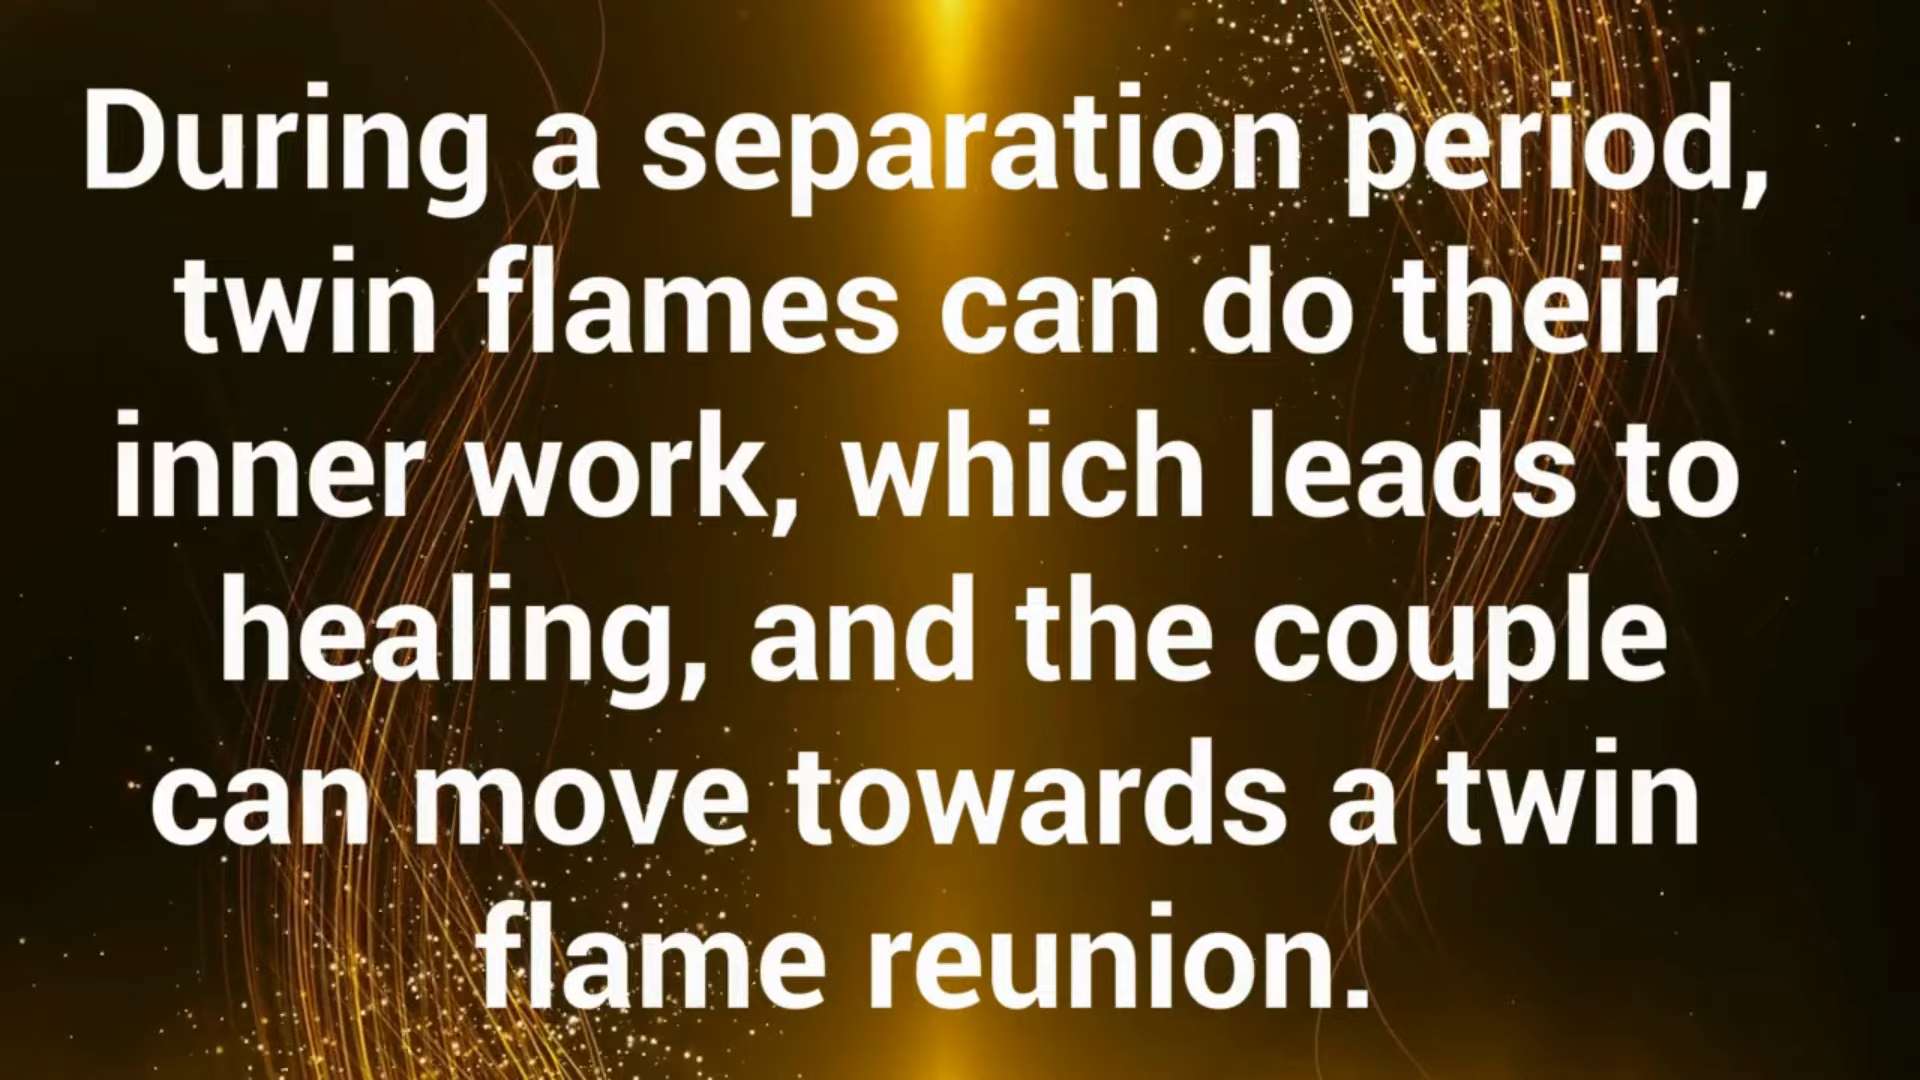 During a separation period,
twin flames can do their
inner work, which leads to
healing, and the couple
can move towards a twin
flame reunion.